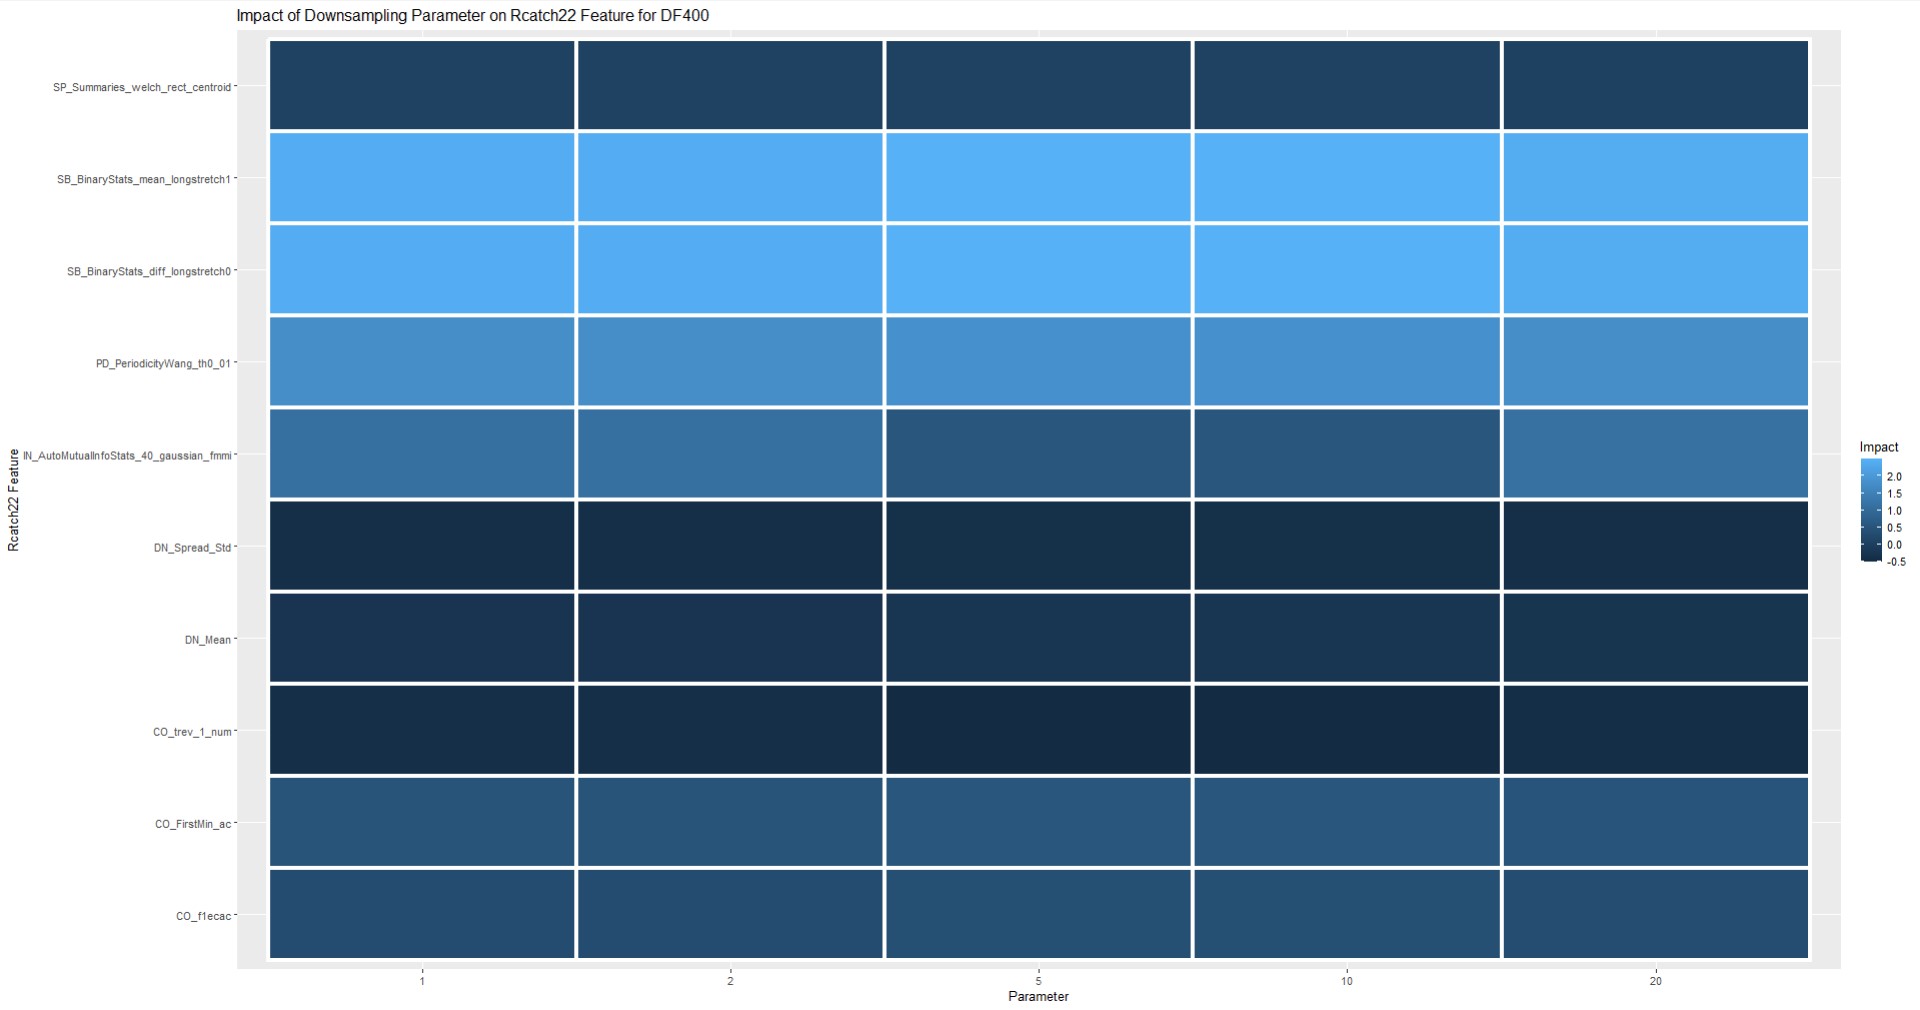 Impact of Downsampling Parameter on Rcatch22 Feature for DF400
SP_Summaries_welch_rect_centroid
SB_BinaryStats_mean_longstretch1
SB_BinaryStats_diff_longstretch0
PD_PeriodicityWang_th0_01
IN_AutoMutualInfoStats_40_gaussian_fmmi
DN_Spread_Std
DN_Mean
CO_trev_1_num
CO_FirstMin_ac
CO_f1ecac
Rcatch22 Feature
1 2 5 10 20
Parameter
Impact
2.0
1.5
1.0
0.5
0.0
-0.5